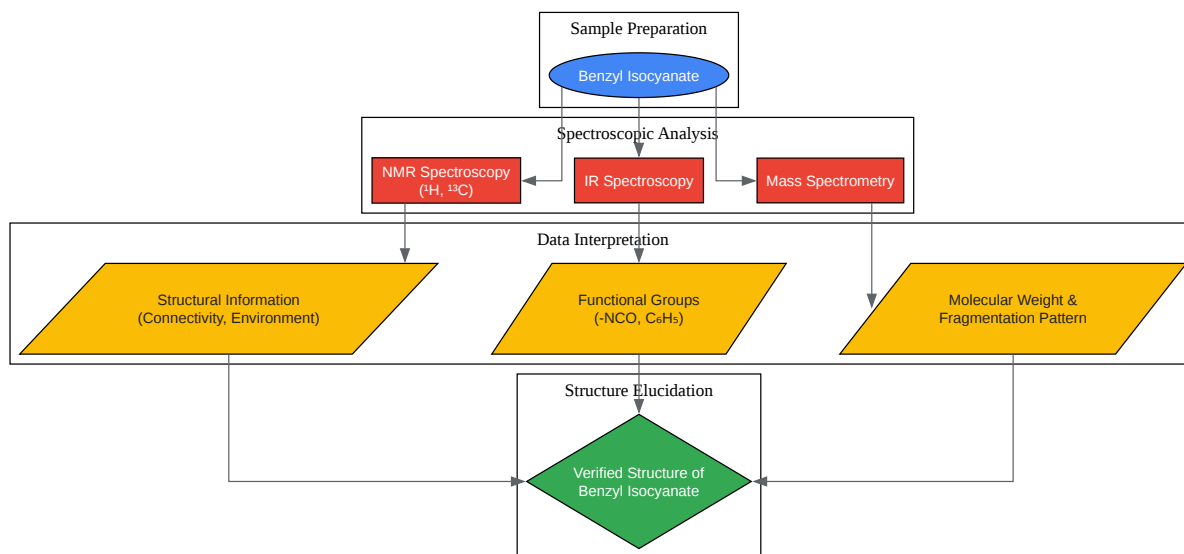 Sample Preparation
Benzyl Isocyanate
Spectroscopic Analysis
NMR Spectroscopy
(¹H, ¹³C)
IR Spectroscopy
Mass Spectrometry
Data Interpretation
Structural Information
(Connectivity, Environment)
Functional Groups
(-NCO, C₆H₅)
Molecular Weight &
Fragmentation Pattern
Structure Elucidation
Verified Structure of
Benzyl Isocyanate